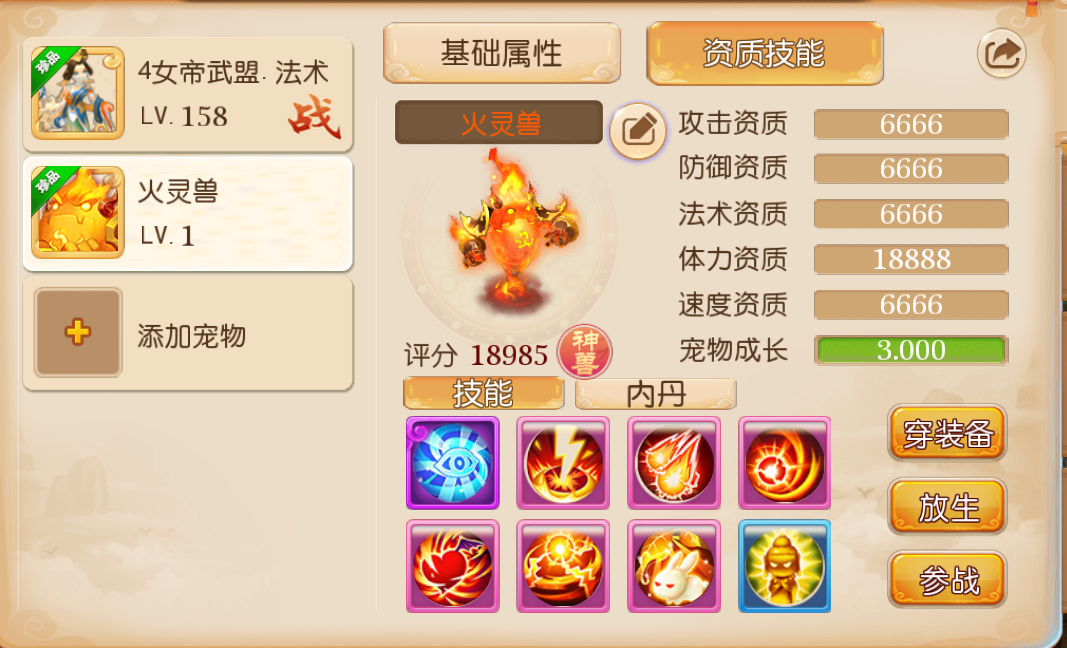 珍品
4女帝武盟. 法术
LV. 158
战
珍品
火灵兽
LV. 1
添加宠物
基础属性
资质技能
火灵兽
评分 18985
神兽
攻击资质 6666
防御资质 6666
法术资质 6666
体力资质 18888
速度资质 6666
宠物成长 3.000
技能
内丹
穿装备
放生
参战